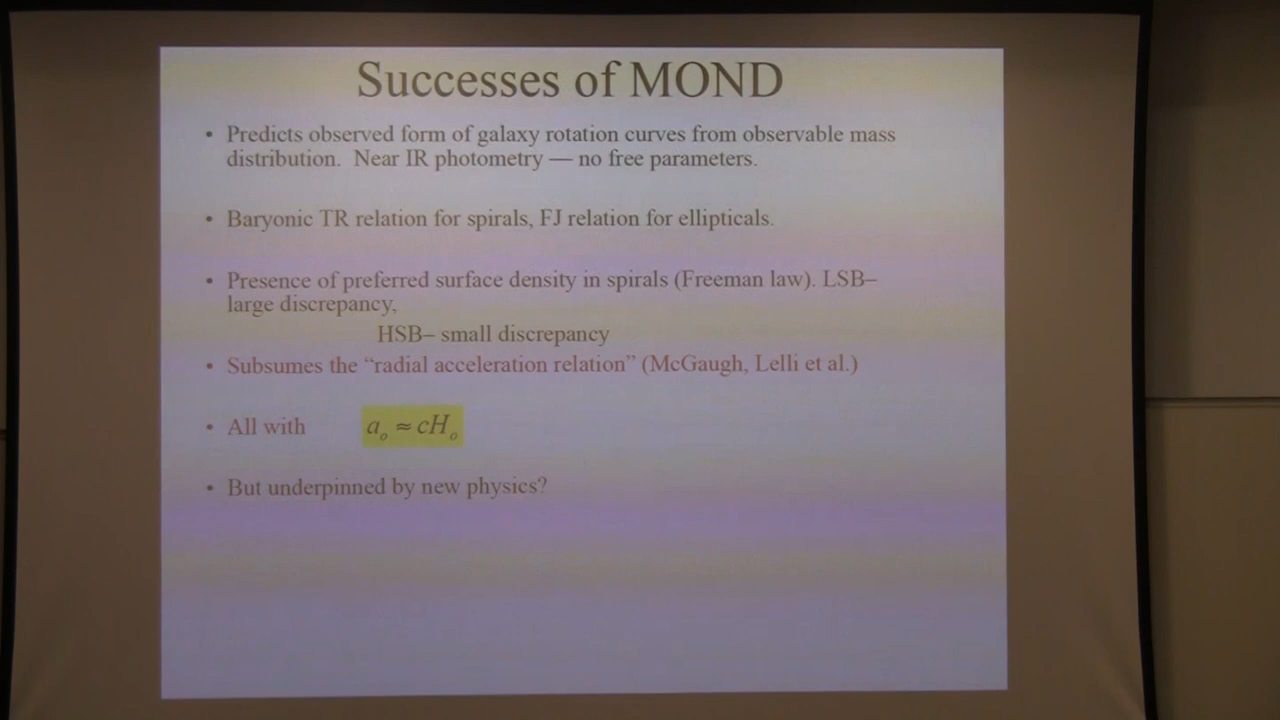 Successes of MOND
• Predicts observed form of galaxy rotation curves from observable mass
distribution. Near IR photometry — no free parameters.
• Baryonic TR relation for spirals, FJ relation for ellipticals.
• Presence of preferred surface density in spirals (Freeman law). LSB–
large discrepancy,
HSB– small discrepancy
• Subsumes the “radial acceleration relation” (McGaugh, Lelli et al.)
• All with a₀ ≈ cH₀
• But underpinned by new physics?